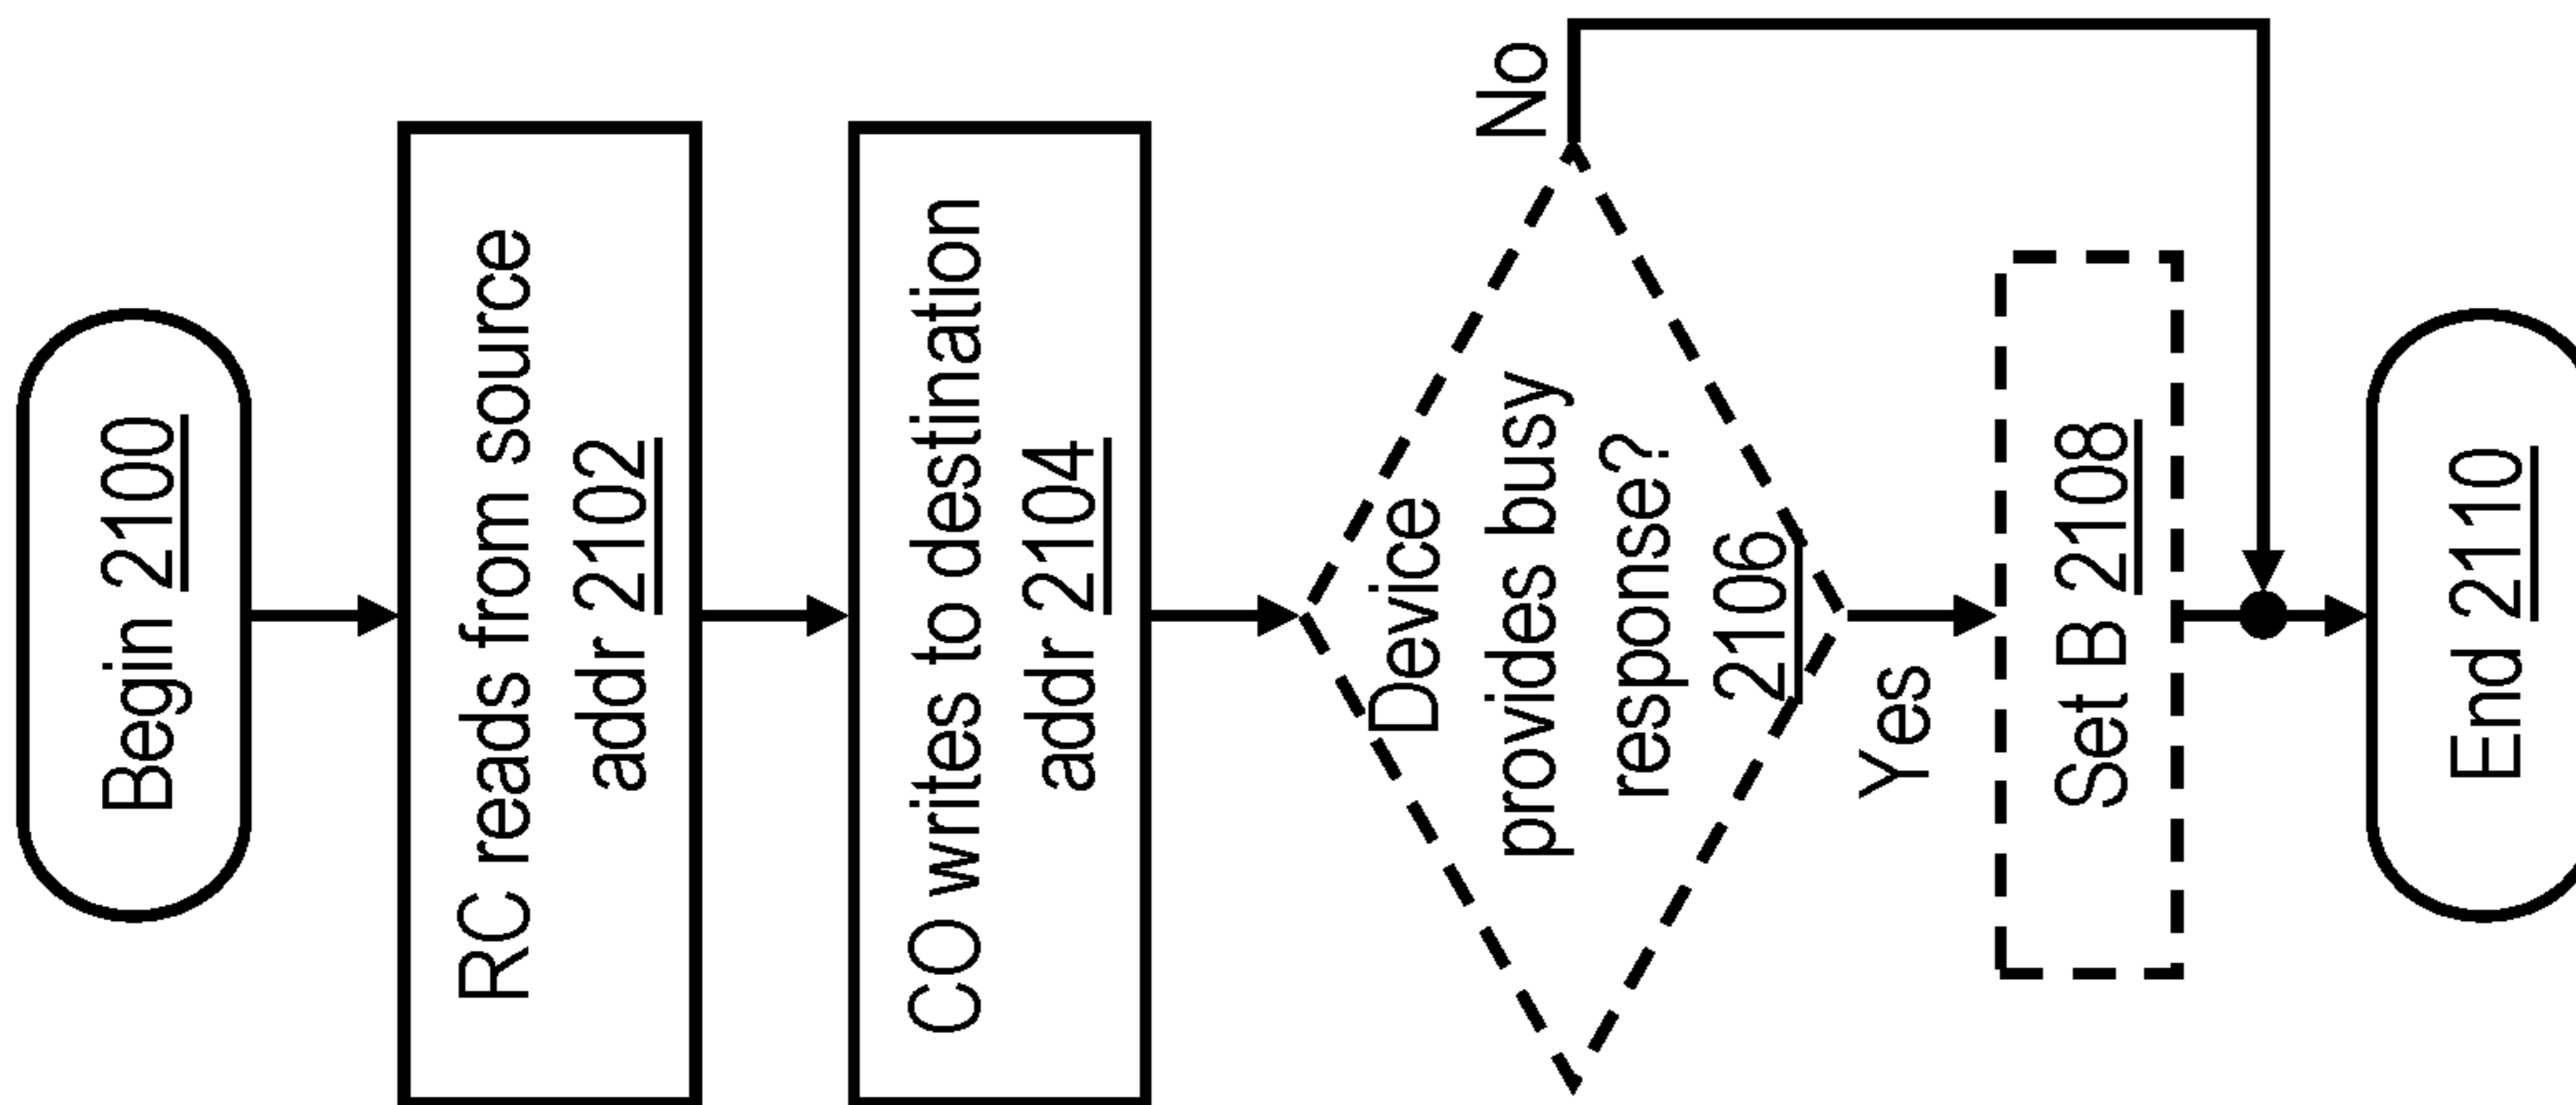 Begin 2100
RC reads from source
addr 2102
CO writes to destination
addr 2104
Device
provides busy
response?
2106
No
Yes
Set B 2108
End 2110